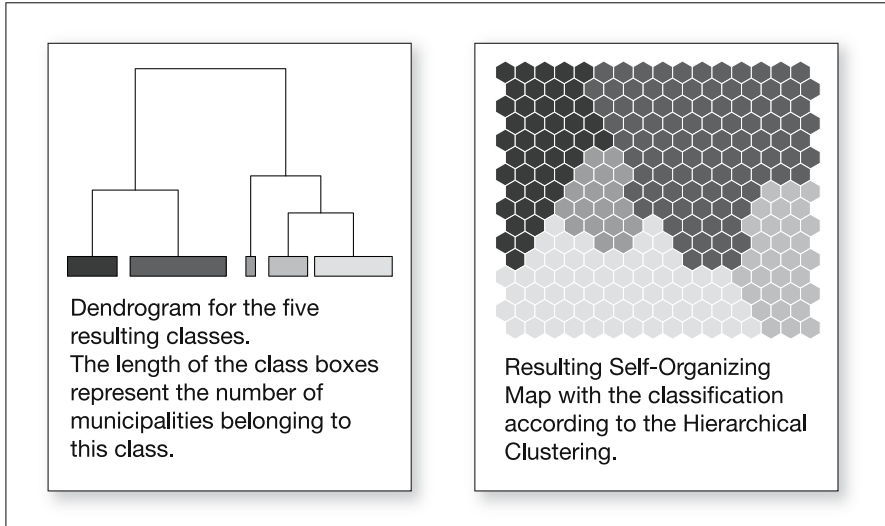 Dendrogram for the five
resulting classes.
The length of the class boxes
represent the number of
municipalities belonging to
this class.
Resulting Self-Organizing
Map with the classification
according to the Hierarchical
Clustering.